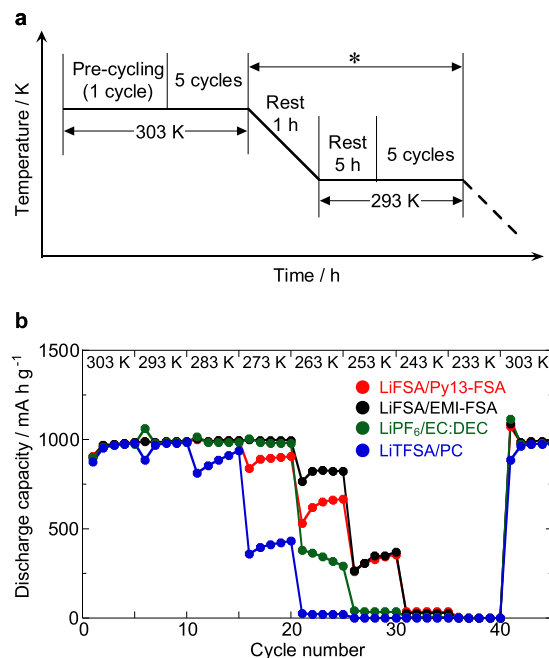 a
Temperature / K
Pre-cycling
(1 cycle)
5 cycles
*
Rest
1 h
303 K
Rest
5 h
5 cycles
293 K
Time / h
b
Discharge capacity / mA h g⁻¹
1500
1000
500
0
303 K 293 K 283 K 273 K 263 K 253 K 243 K 233 K 303 K
LiFSA/Py13-FSA
LiFSA/EMI-FSA
LiPF₆/EC:DEC
LiTFSA/PC
0 10 20 30 40
Cycle number